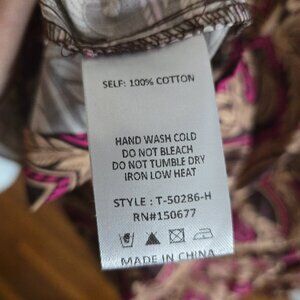 SELF: 100% COTTON
HAND WASH COLD
DO NOT BLEACH
DO NOT TUMBLE DRY
IRON LOW HEAT
STYLE : T-50286-H
RN#150677
MADE IN CHINA